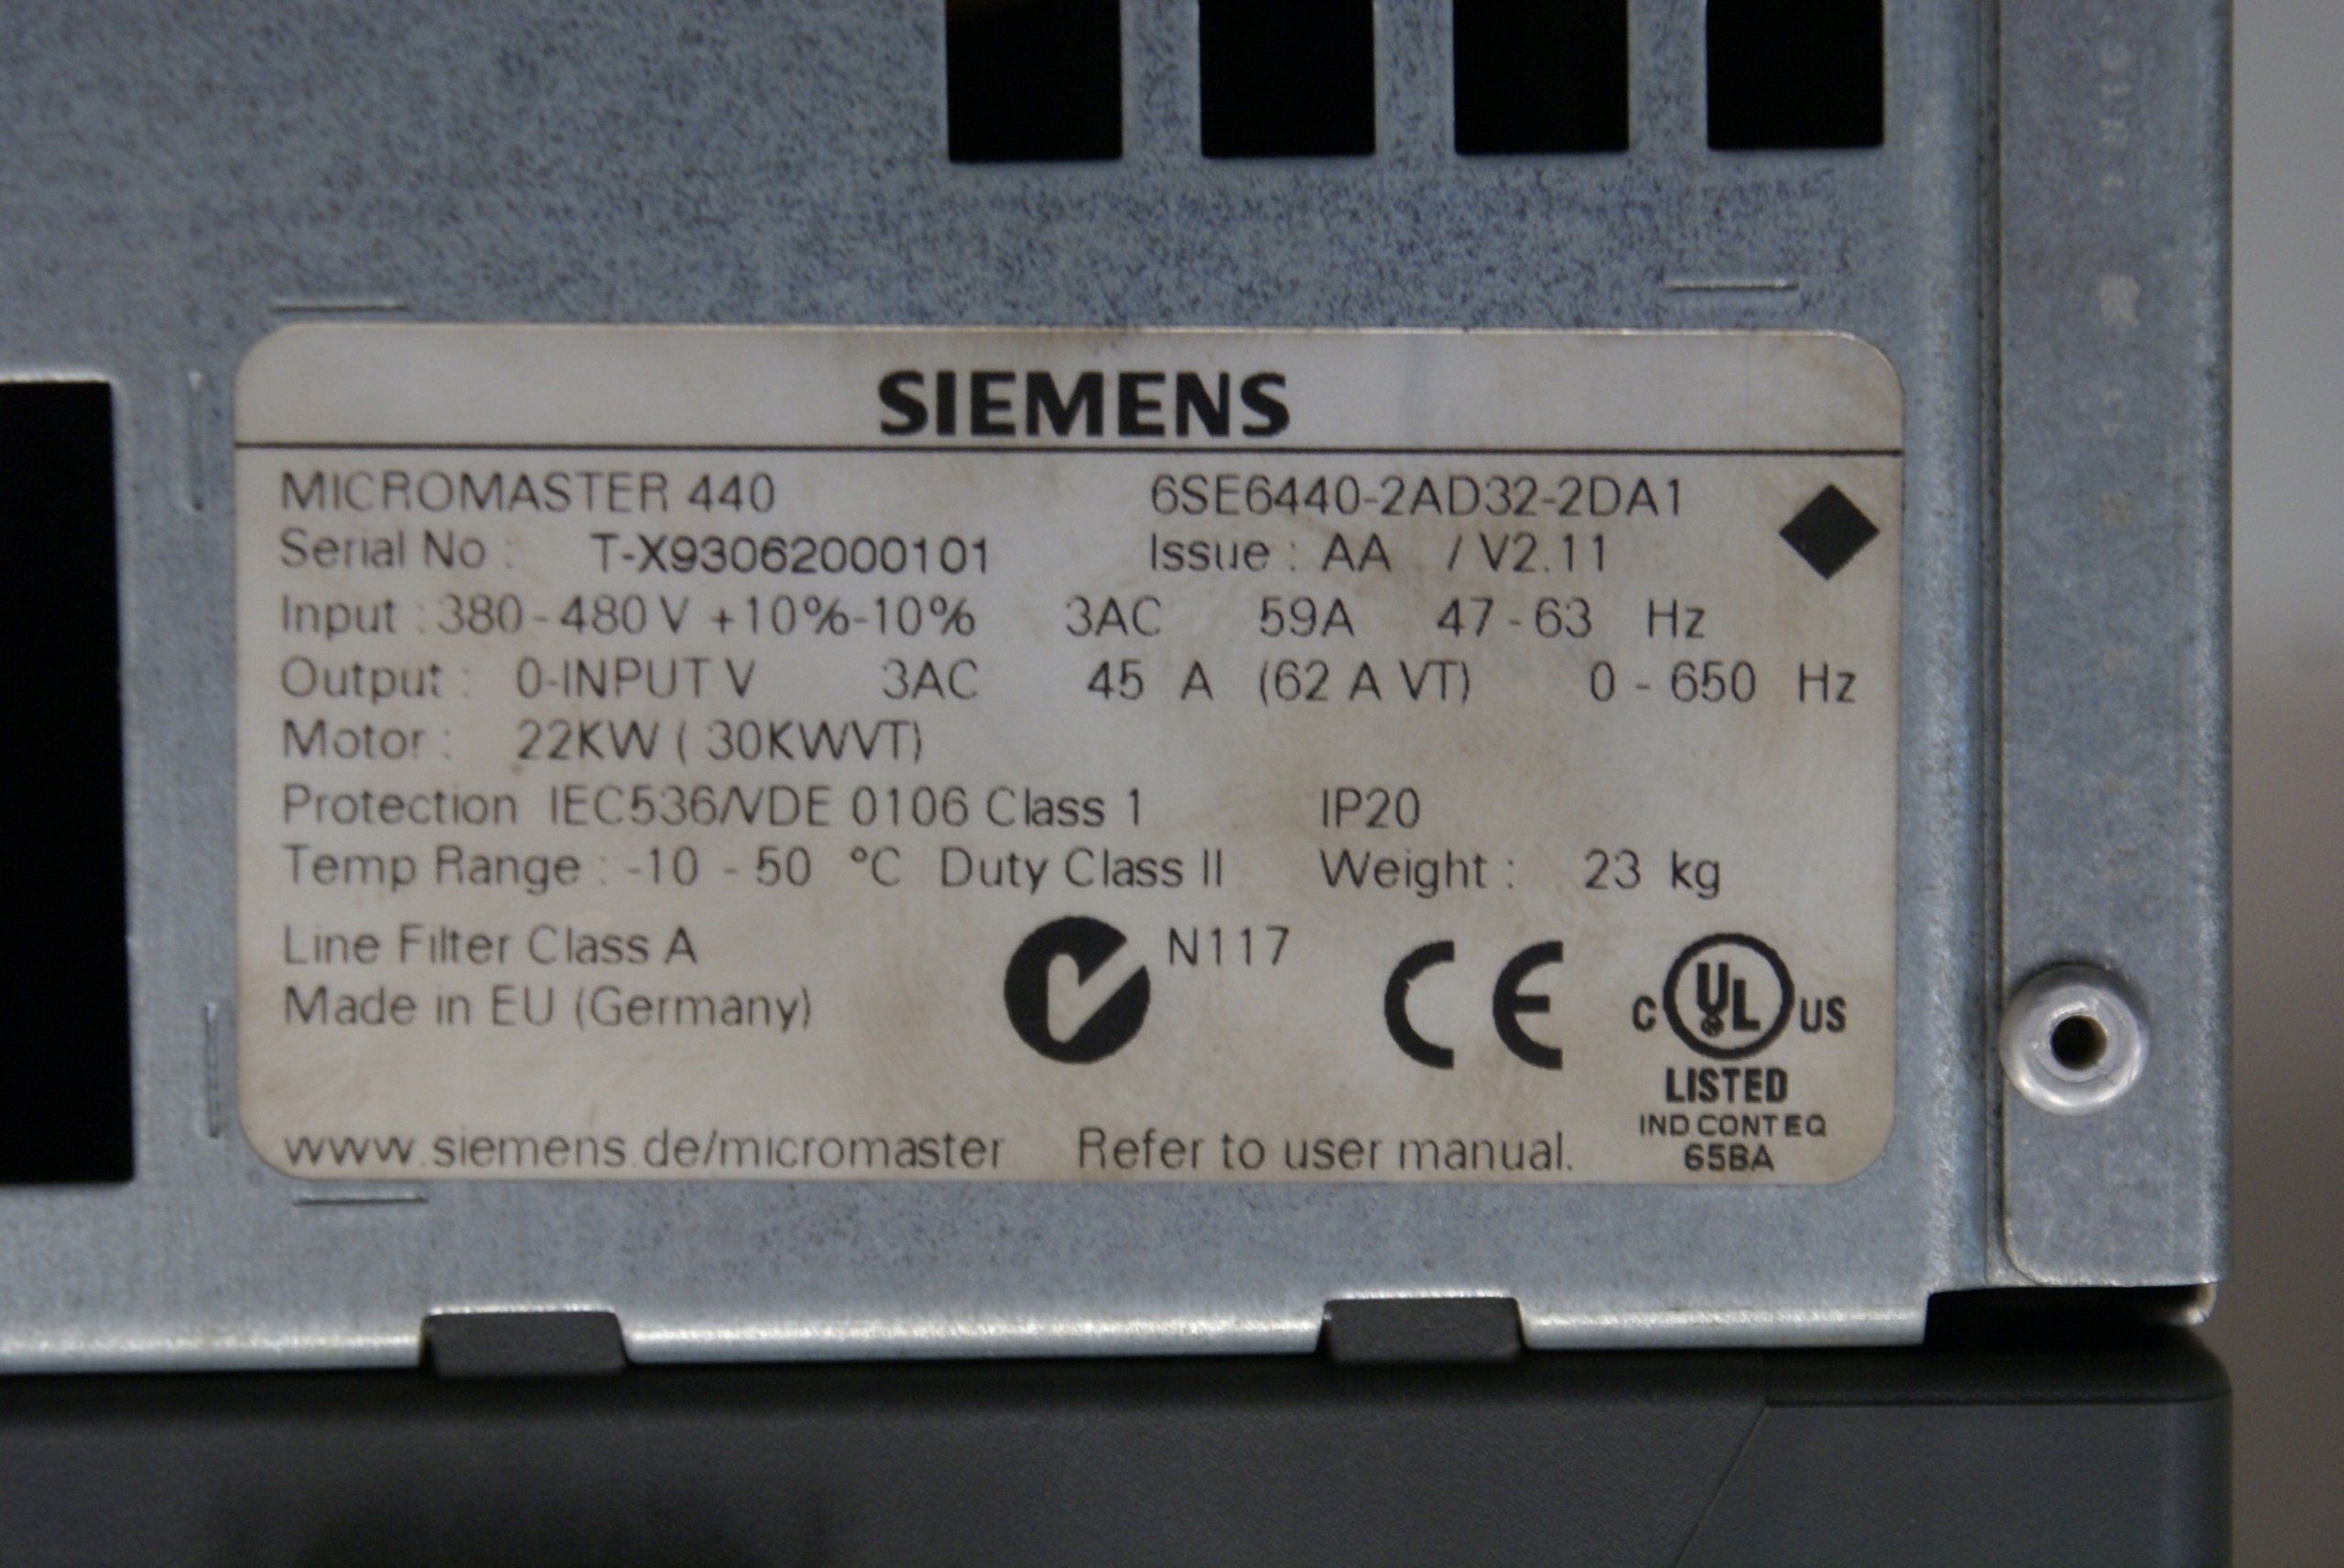 SIEMENS
MICROMASTER 440 6SE6440-2AD32-2DA1
Serial No : T-X93062000101 Issue : AA / V2.11
Input : 380 - 480 V +10%-10% 3AC 59A 47 - 63 Hz
Output : 0-INPUT V 3AC 45 A (62 A VT) 0 - 650 Hz
Motor : 22KW ( 30KWVT)
Protection IEC536/VDE 0106 Class 1 IP20
Temp Range : -10 - 50 °C Duty Class II Weight : 23 kg
Line Filter Class A N117 CE C UL US
Made in EU (Germany)
LISTED
IND CONT EQ
65BA
www.siemens.de/micromaster Refer to user manual.